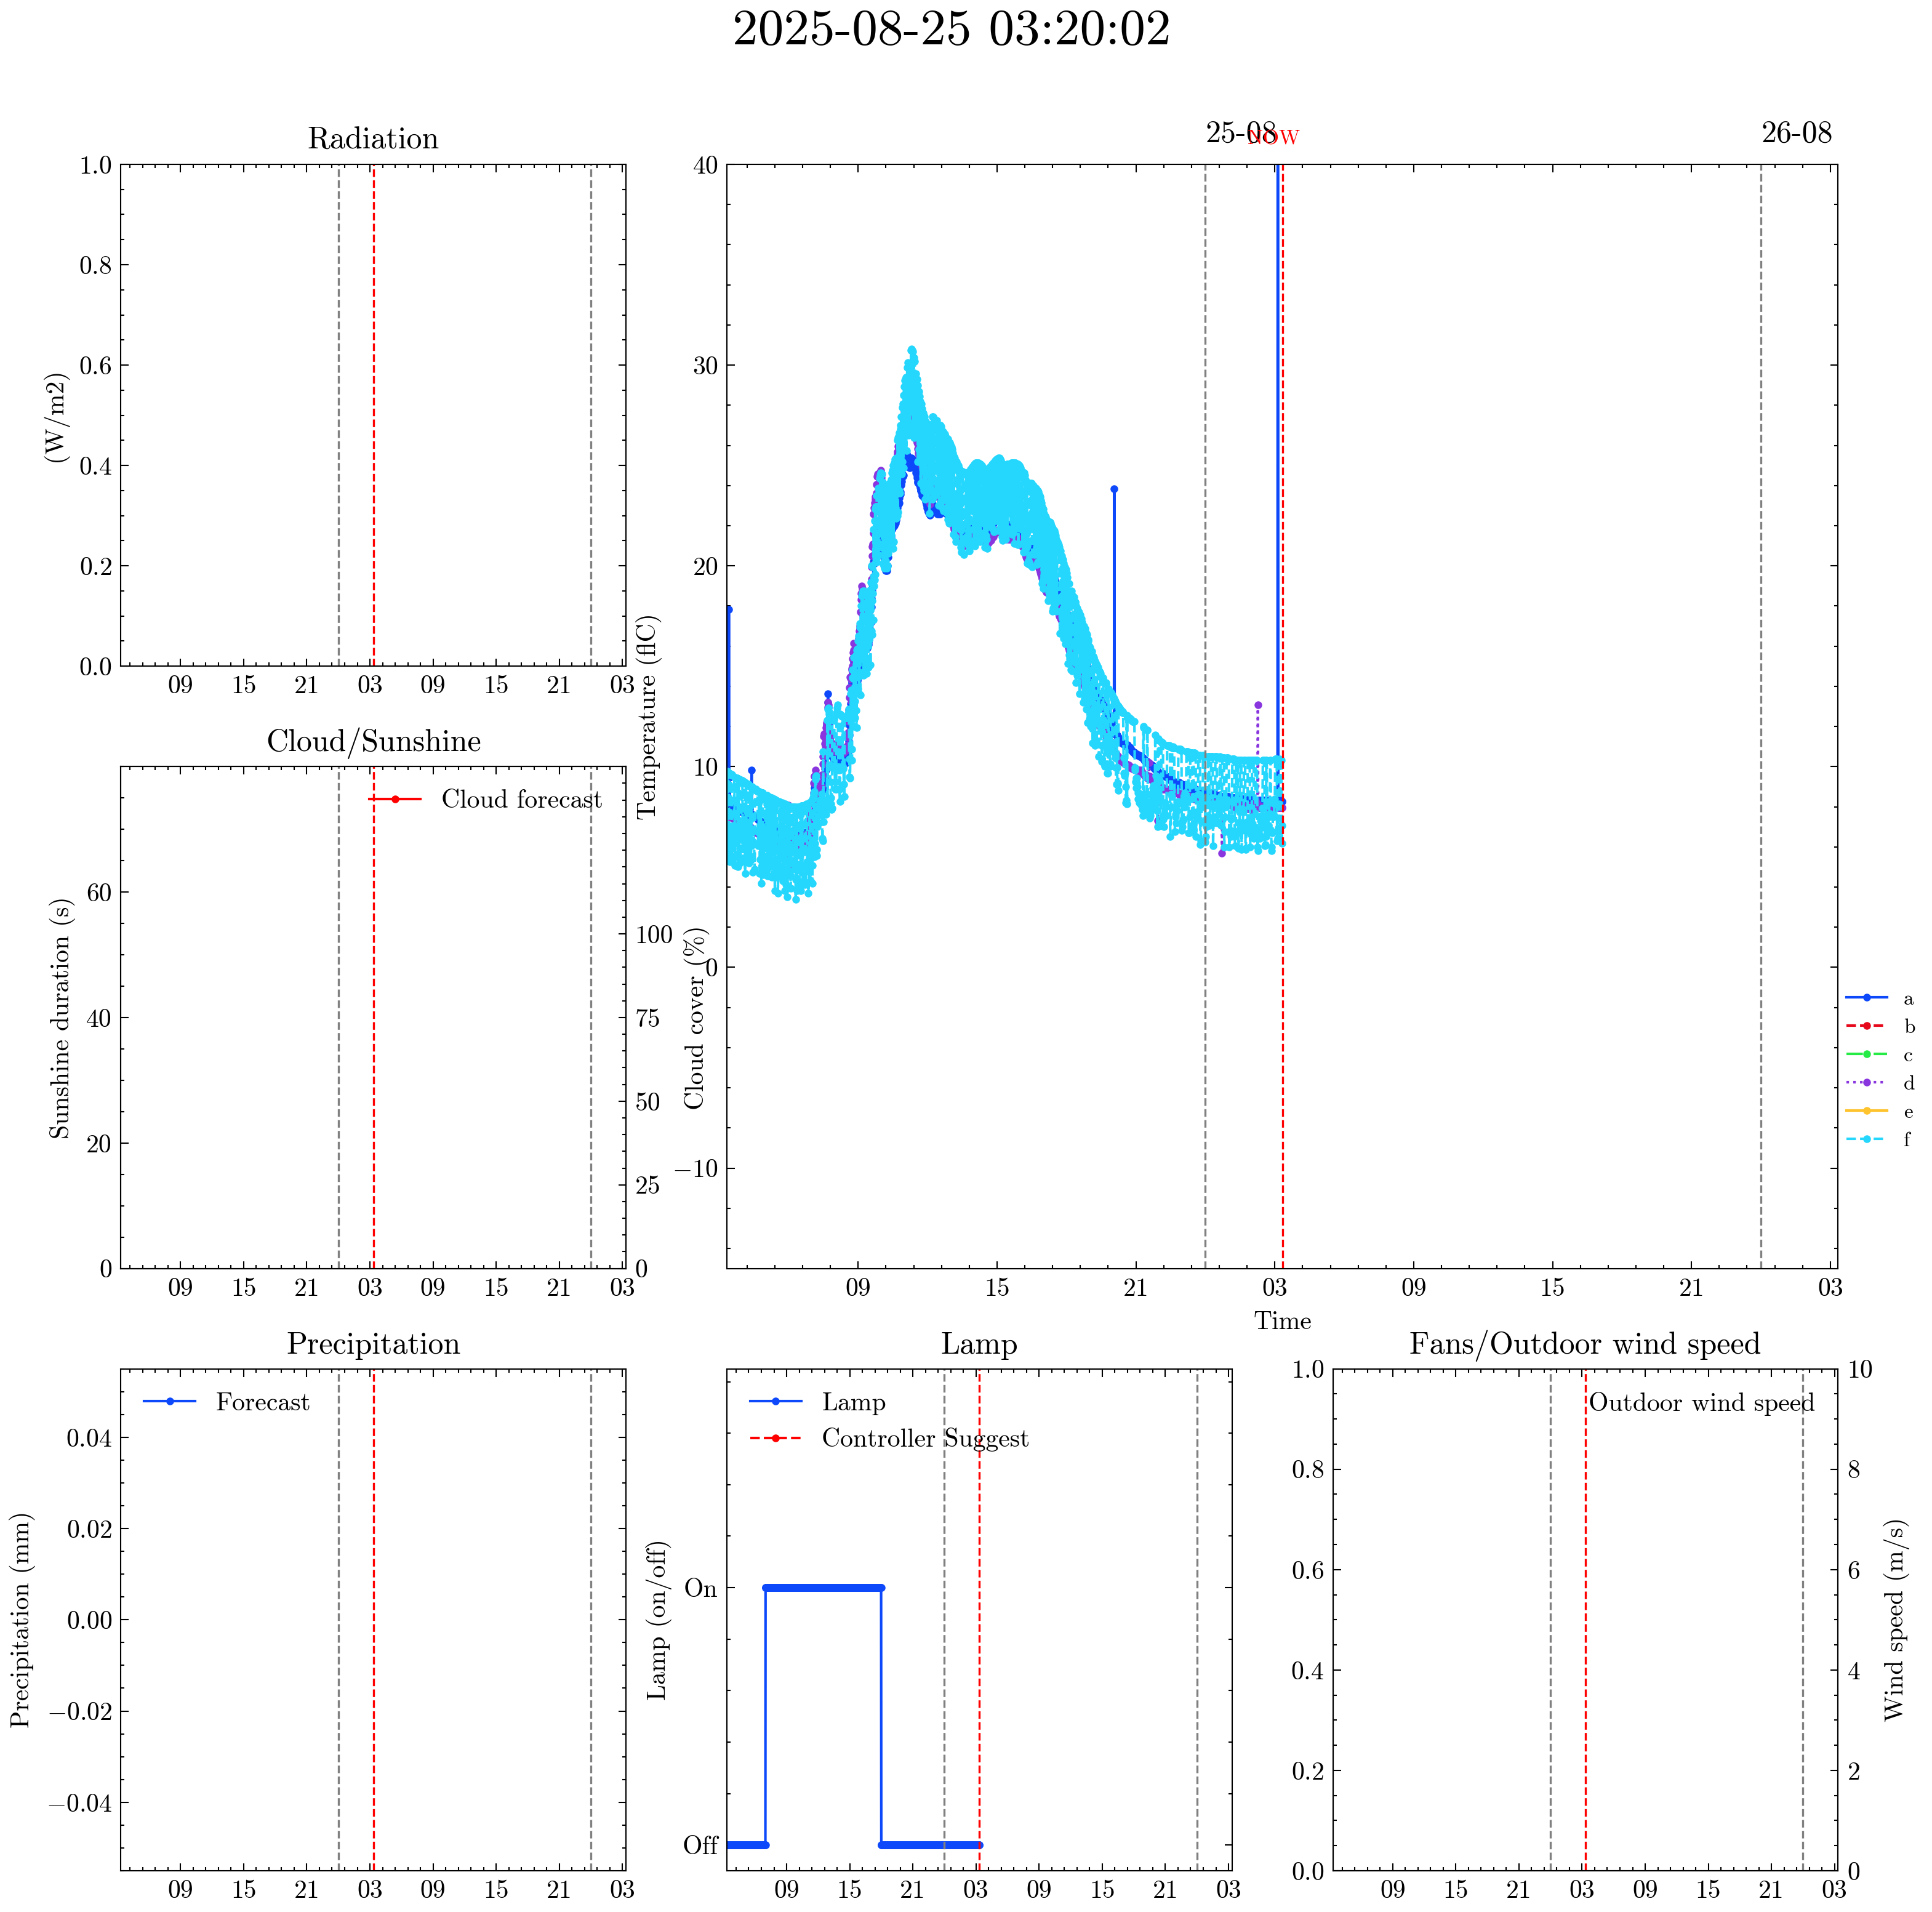 2025-08-25 03:20:02
Radiation
(W/m2)
1.0
0.8
0.6
0.4
0.2
0.0
09 15 21 03 09 15 21 03
25-08
NOW
26-08
Temperature (flC)
40
30
20
10
0
−10
09 15 21 03 09 15 21 03
Time
a
b
c
d
e
f
Cloud/Sunshine
Cloud forecast
Sunshine duration (s)
60
40
20
0
Cloud cover (%)
100
75
50
25
0
09 15 21 03 09 15 21 03
Precipitation
Forecast
Precipitation (mm)
0.04
0.02
0.00
−0.02
−0.04
09 15 21 03 09 15 21 03
Lamp
Lamp
Controller Suggest
Lamp (on/off)
On
Off
09 15 21 03 09 15 21 03
Fans/Outdoor wind speed
Outdoor wind speed
1.0
0.8
0.6
0.4
0.2
0.0
10
8
6
4
2
0
Wind speed (m/s)
09 15 21 03 09 15 21 03